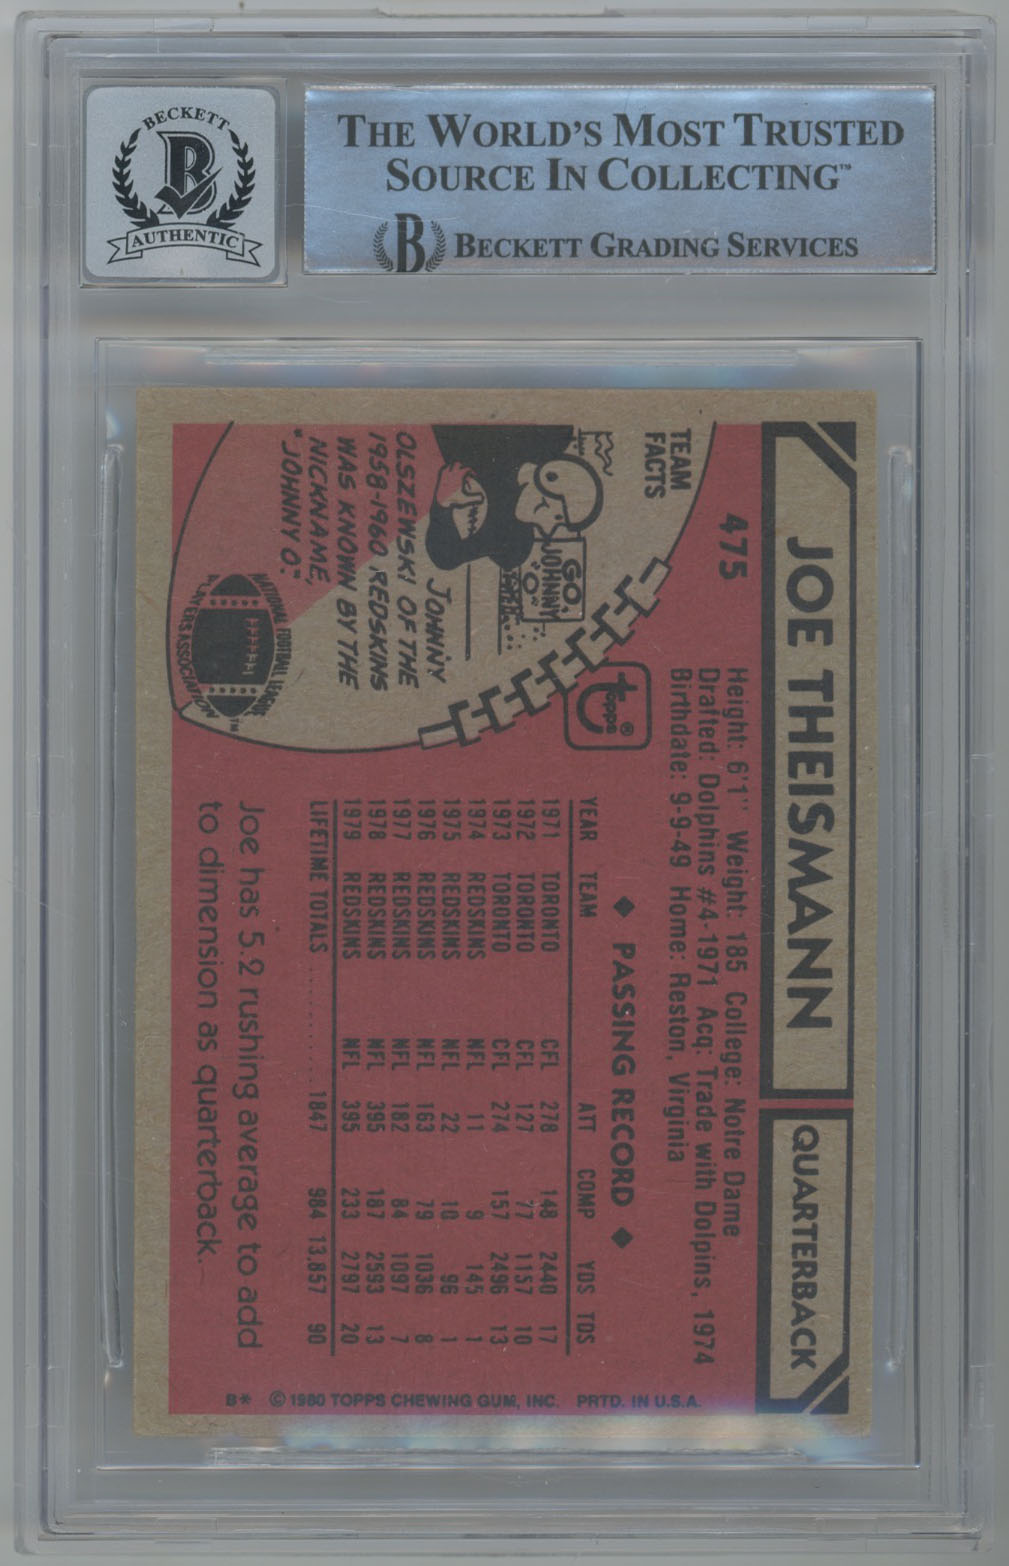 BECKETT
B
AUTHENTIC
THE WORLD'S MOST TRUSTED
SOURCE IN COLLECTING™
B BECKETT GRADING SERVICES
JOE THEISMANN QUARTERBACK
475
Height: 6'1" Weight: 185 College: Notre Dame
Drafted: Dolphins #4-1971 Acq: Trade with Dolpins, 1974
Birthdate: 9-9-49 Home: Reston, Virginia
topps®
TEAM
FACTS
GO,
JOHNNY
"O"
JOHNNY
OLSZEWSKI OF THE
1958-1960 REDSKINS
WAS KNOWN BY THE
NICKNAME,
"JOHNNY O."
NATIONAL FOOTBALL LEAGUE
PLAYERS ASSOCIATION
™
◆ PASSING RECORD ◆
YEAR TEAM ATT COMP YDS TDS
1971 TORONTO CFL 278 148 2440 17
1972 TORONTO CFL 127 77 1157 10
1973 TORONTO CFL 274 157 2496 13
1974 REDSKINS NFL 11 9 145 1
1975 REDSKINS NFL 22 10 96 1
1976 REDSKINS NFL 163 79 1036 8
1977 REDSKINS NFL 182 84 1097 7
1978 REDSKINS NFL 395 187 2593 13
1979 REDSKINS NFL 395 233 2797 20
LIFETIME TOTALS .......... 1847 984 13,857 90
Joe has 5.2 rushing average to add
to dimension as quarterback.
B* © 1980 TOPPS CHEWING GUM, INC. PRTD. IN U.S.A.